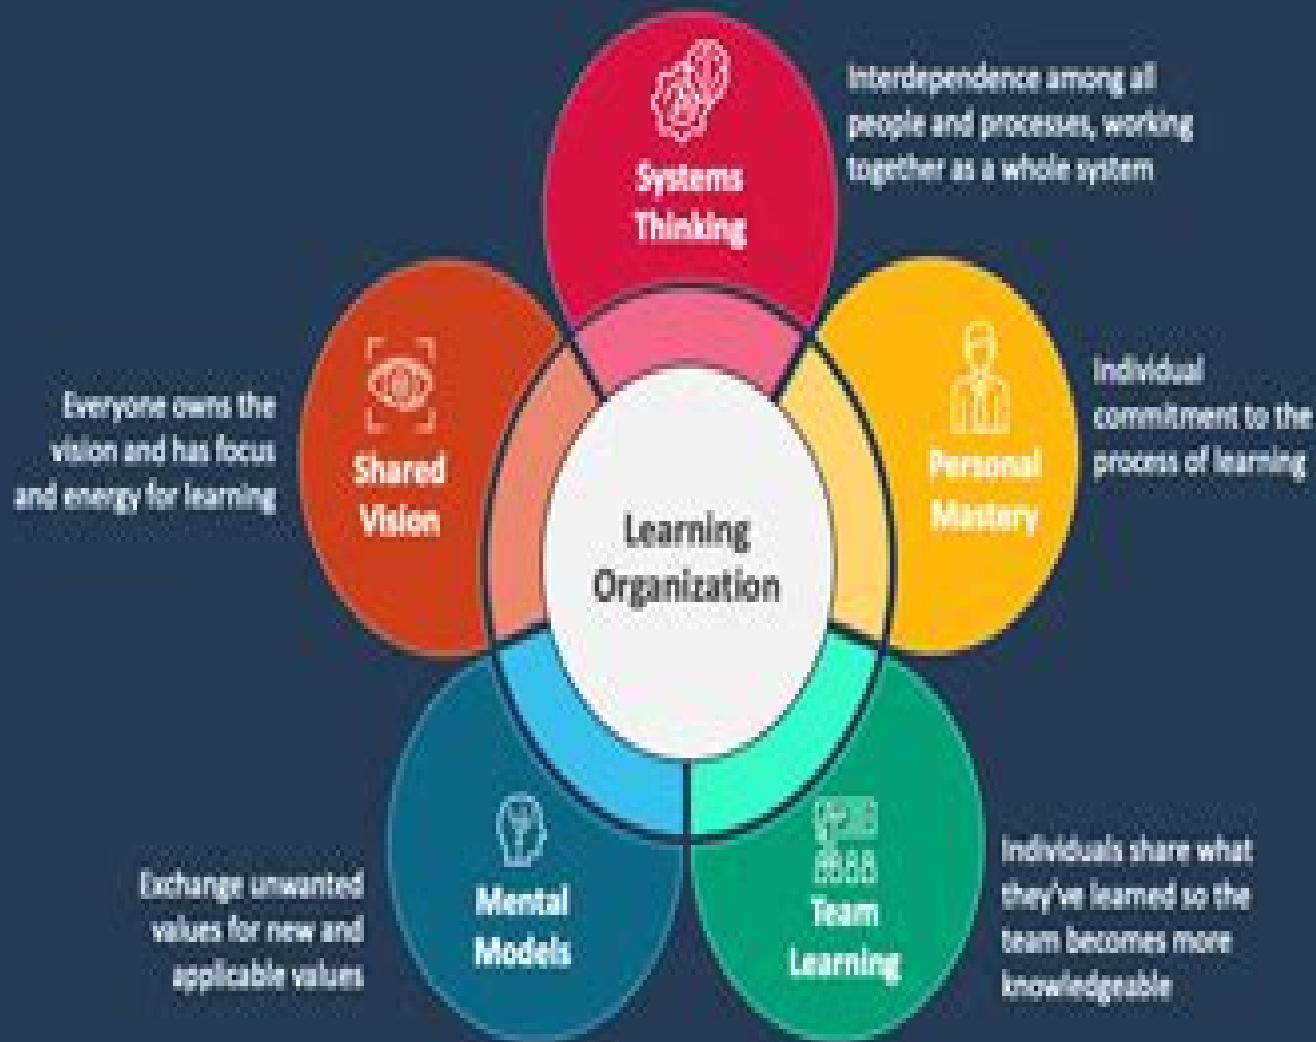 Systems
Thinking
Interdependence among all
people and processes, working
together as a whole system
Personal
Mastery
Individual
commitment to the
process of learning
Team
Learning
Individuals share what
they've learned so the
team becomes more
knowledgeable
Mental
Models
Exchange unwanted
values for new and
applicable values
Shared
Vision
Everyone owns the
vision and has focus
and energy for learning
Learning
Organization